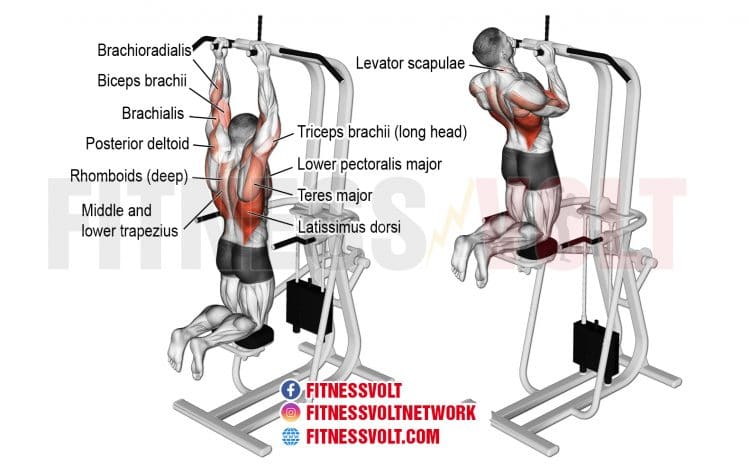 Brachioradialis
Biceps brachii
Brachialis
Posterior deltoid
Rhomboids (deep)
Middle and
lower trapezius
Triceps brachii (long head)
Lower pectoralis major
Teres major
Latissimus dorsi
Levator scapulae
FITNESS VOLT
FITNESSVOLT
FITNESSVOLTNETWORK
FITNESSVOLT.COM